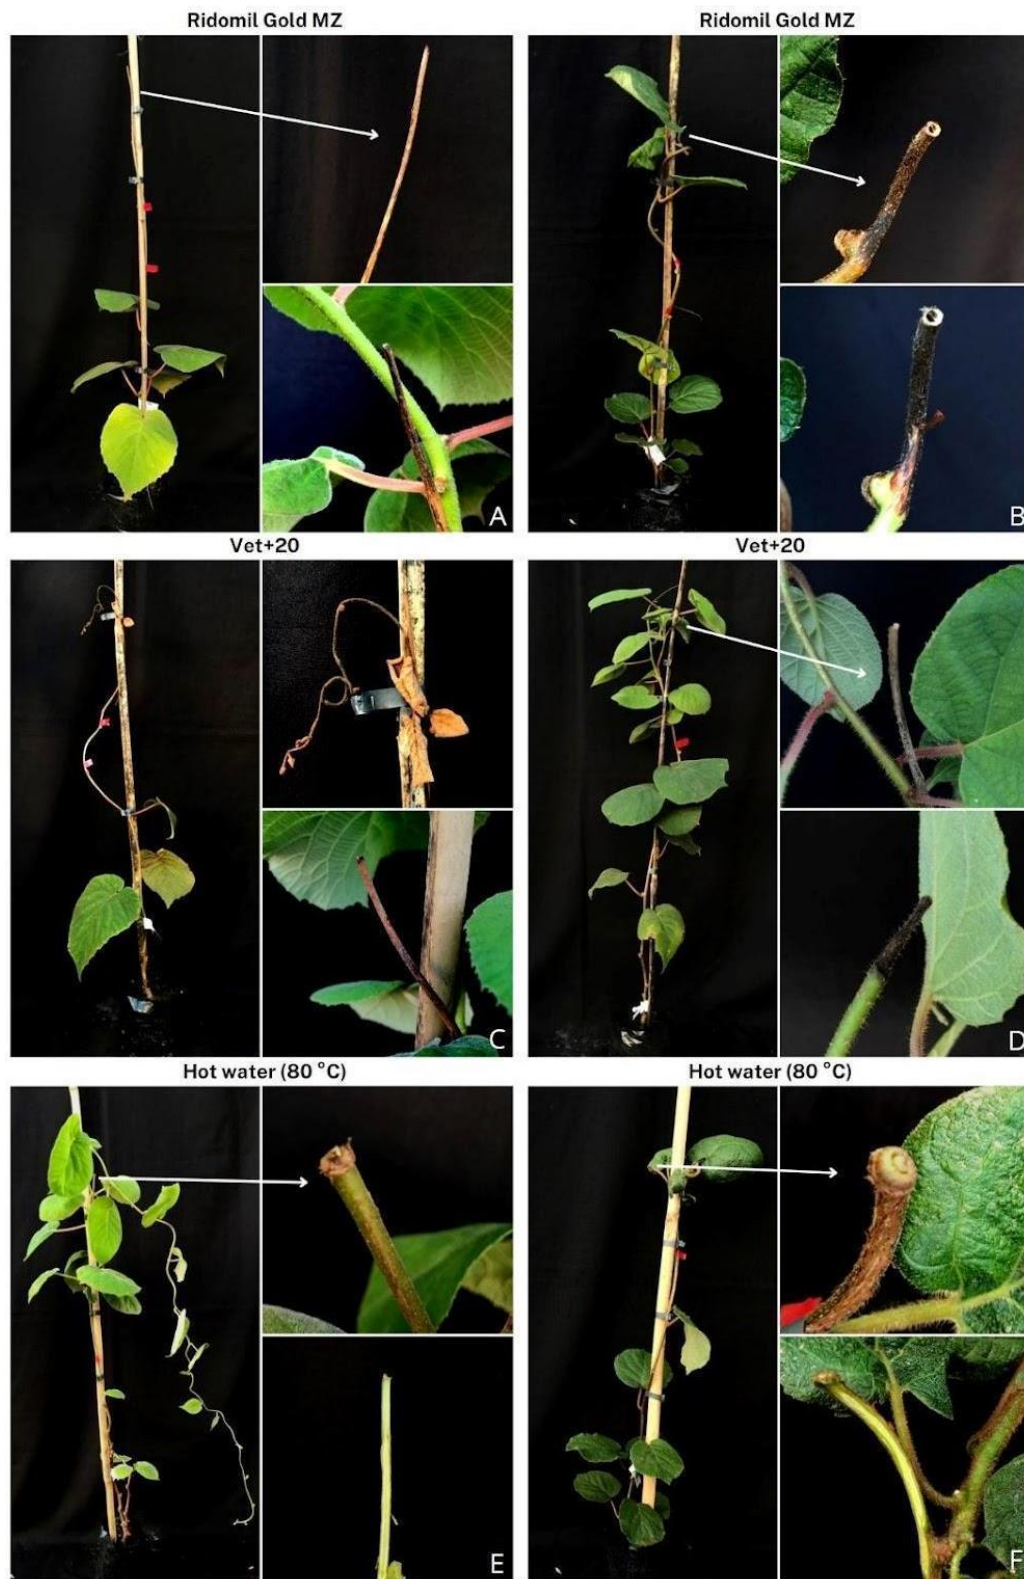 Ridomil Gold MZ
Ridomil Gold MZ
A
B
Vet+20
Vet+20
C
D
Hot water (80 °C)
Hot water (80 °C)
E
F